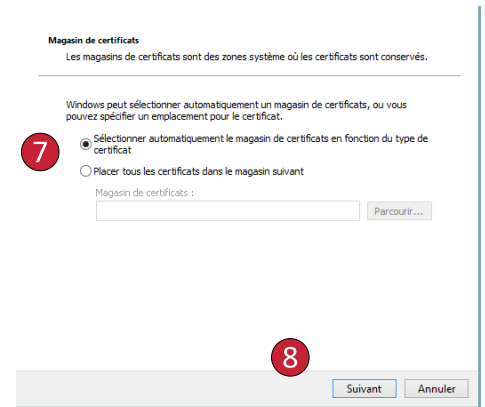 Magasin de certificats
Les magasins de certificats sont des zones système où les certificats sont conservés.
Windows peut sélectionner automatiquement un magasin de certificats, ou vous
pouvez spécifier un emplacement pour le certificat.
7
Sélectionner automatiquement le magasin de certificats en fonction du type de
certificat
Placer tous les certificats dans le magasin suivant
Magasin de certificats :
Parcourir...
8
Suivant Annuler